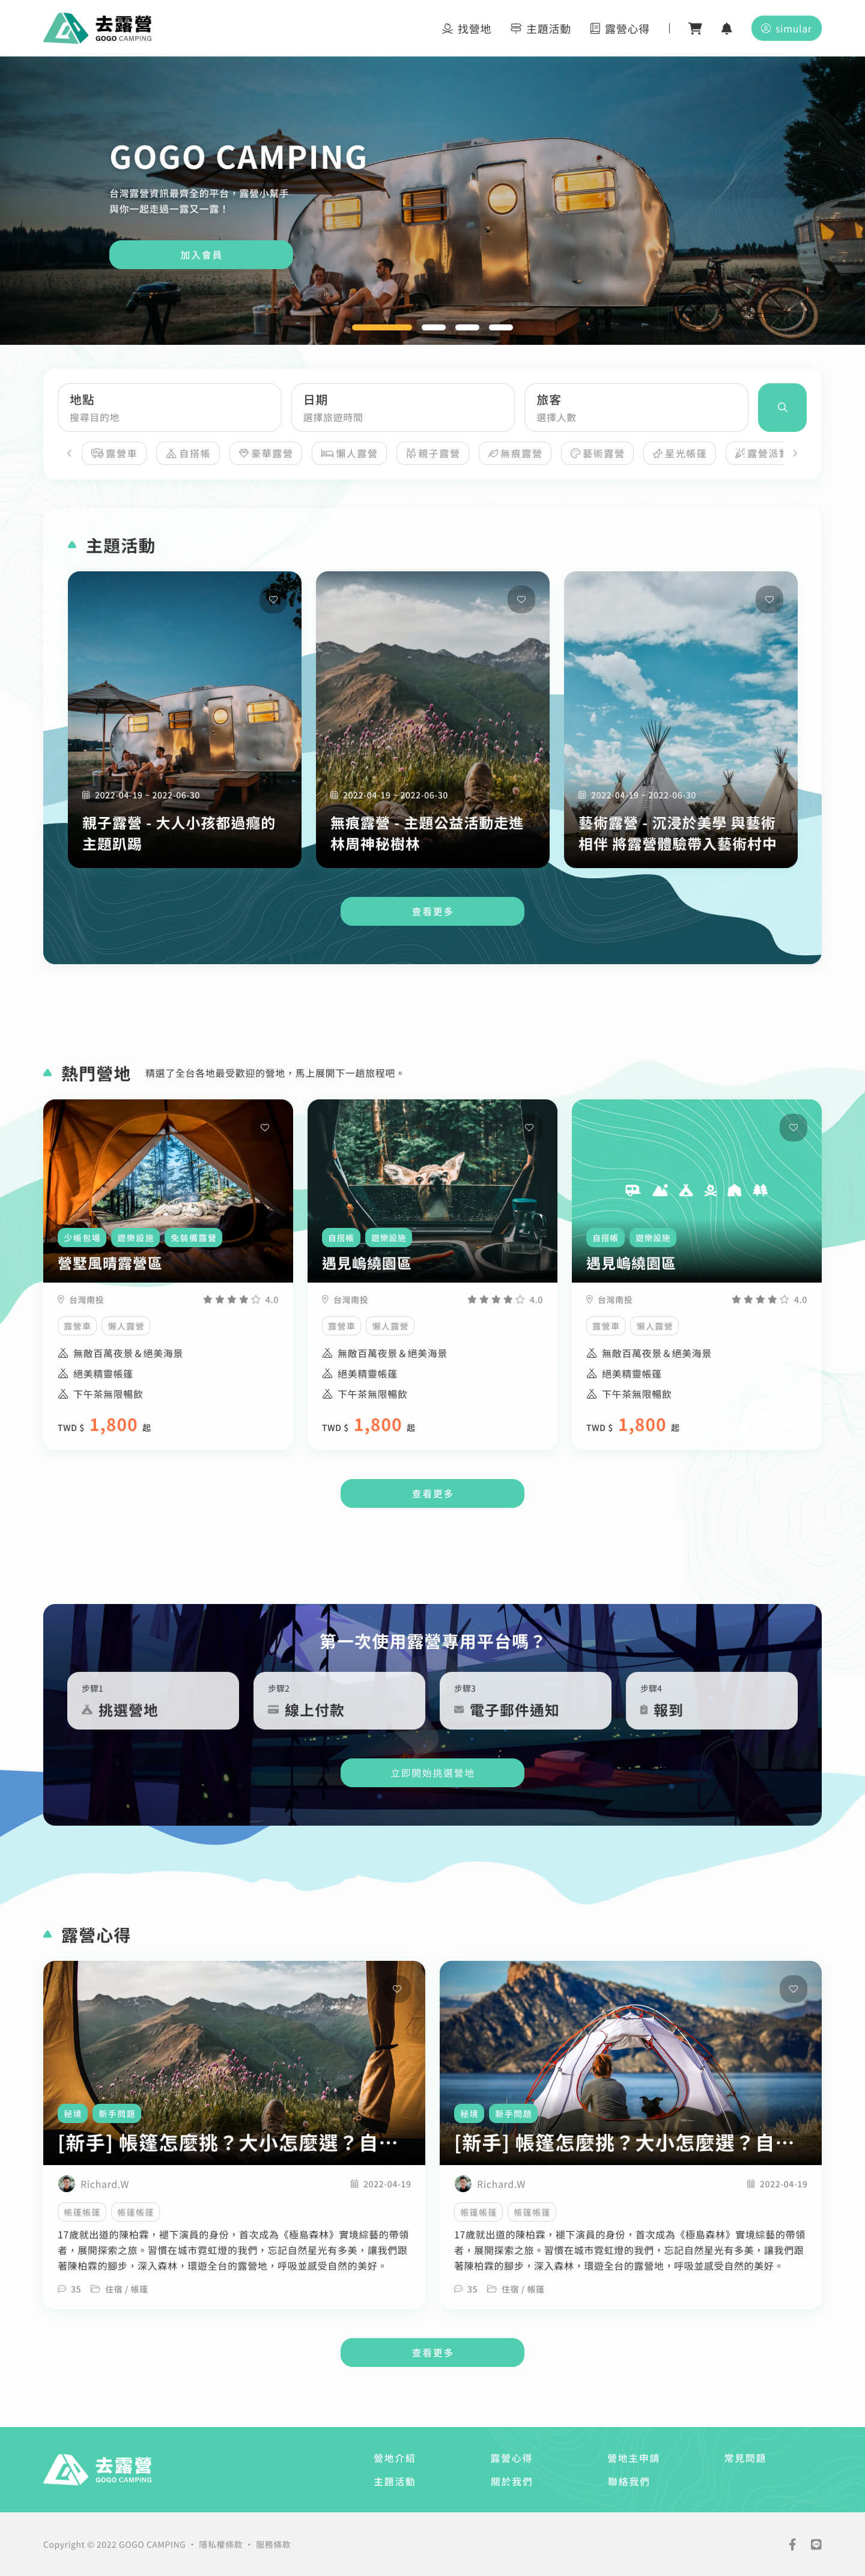 去露營
GOGO CAMPING
找營地
主題活動
露營心得
simular
GOGO CAMPING
台灣露營資訊最齊全的平台，露營小幫手
與你一起走過一露又一露！
加入會員
地點
搜尋目的地
日期
選擇旅遊時間
旅客
選擇人數
露營車
自搭帳
豪華露營
懶人露營
親子露營
無痕露營
藝術露營
星光帳篷
露營派
主題活動
2022-04-19 ~ 2022-06-30
親子露營 - 大人小孩都過癮的
主題趴踢
2022-04-19 ~ 2022-06-30
無痕露營 - 主題公益活動走進
林周神秘樹林
2022-04-19 ~ 2022-06-30
藝術露營 - 沉浸於美學 與藝術
相伴 將露營體驗帶入藝術村中
查看更多
熱門營地
精選了全台各地最受歡迎的營地，馬上展開下一趟旅程吧。
少帳包場
遊樂設施
免裝備露營
營墅風晴露營區
台灣南投
4.0
露營車
懶人露營
無敵百萬夜景＆絕美海景
絕美精靈帳篷
下午茶無限暢飲
TWD $ 1,800 起
自搭帳
遊樂設施
遇見嵨繞園區
台灣南投
4.0
露營車
懶人露營
無敵百萬夜景＆絕美海景
絕美精靈帳篷
下午茶無限暢飲
TWD $ 1,800 起
自搭帳
遊樂設施
遇見嵨繞園區
台灣南投
4.0
露營車
懶人露營
無敵百萬夜景＆絕美海景
絕美精靈帳篷
下午茶無限暢飲
TWD $ 1,800 起
查看更多
第一次使用露營專用平台嗎？
步驟1
挑選營地
步驟2
線上付款
步驟3
電子郵件通知
步驟4
報到
立即開始挑選營地
露營心得
秘境
新手問題
[新手] 帳篷怎麼挑？大小怎麼選？自…
Richard.W
2022-04-19
帳篷帳篷
帳篷帳篷
17歲就出道的陳柏霖，褪下演員的身份，首次成為《極島森林》實境綜藝的帶領
者，展開探索之旅。習慣在城市霓虹燈的我們，忘記自然星光有多美，讓我們跟
著陳柏霖的腳步，深入森林，環遊全台的露營地，呼吸並感受自然的美好。
35
住宿 / 帳篷
秘境
新手問題
[新手] 帳篷怎麼挑？大小怎麼選？自…
Richard.W
2022-04-19
帳篷帳篷
帳篷帳篷
17歲就出道的陳柏霖，褪下演員的身份，首次成為《極島森林》實境綜藝的帶領
者，展開探索之旅。習慣在城市霓虹燈的我們，忘記自然星光有多美，讓我們跟
著陳柏霖的腳步，深入森林，環遊全台的露營地，呼吸並感受自然的美好。
35
住宿 / 帳篷
查看更多
去露營
GOGO CAMPING
營地介紹
露營心得
營地主申請
常見問題
主題活動
關於我們
聯絡我們
Copyright © 2022 GOGO CAMPING ・ 隱私權條款 ・ 服務條款